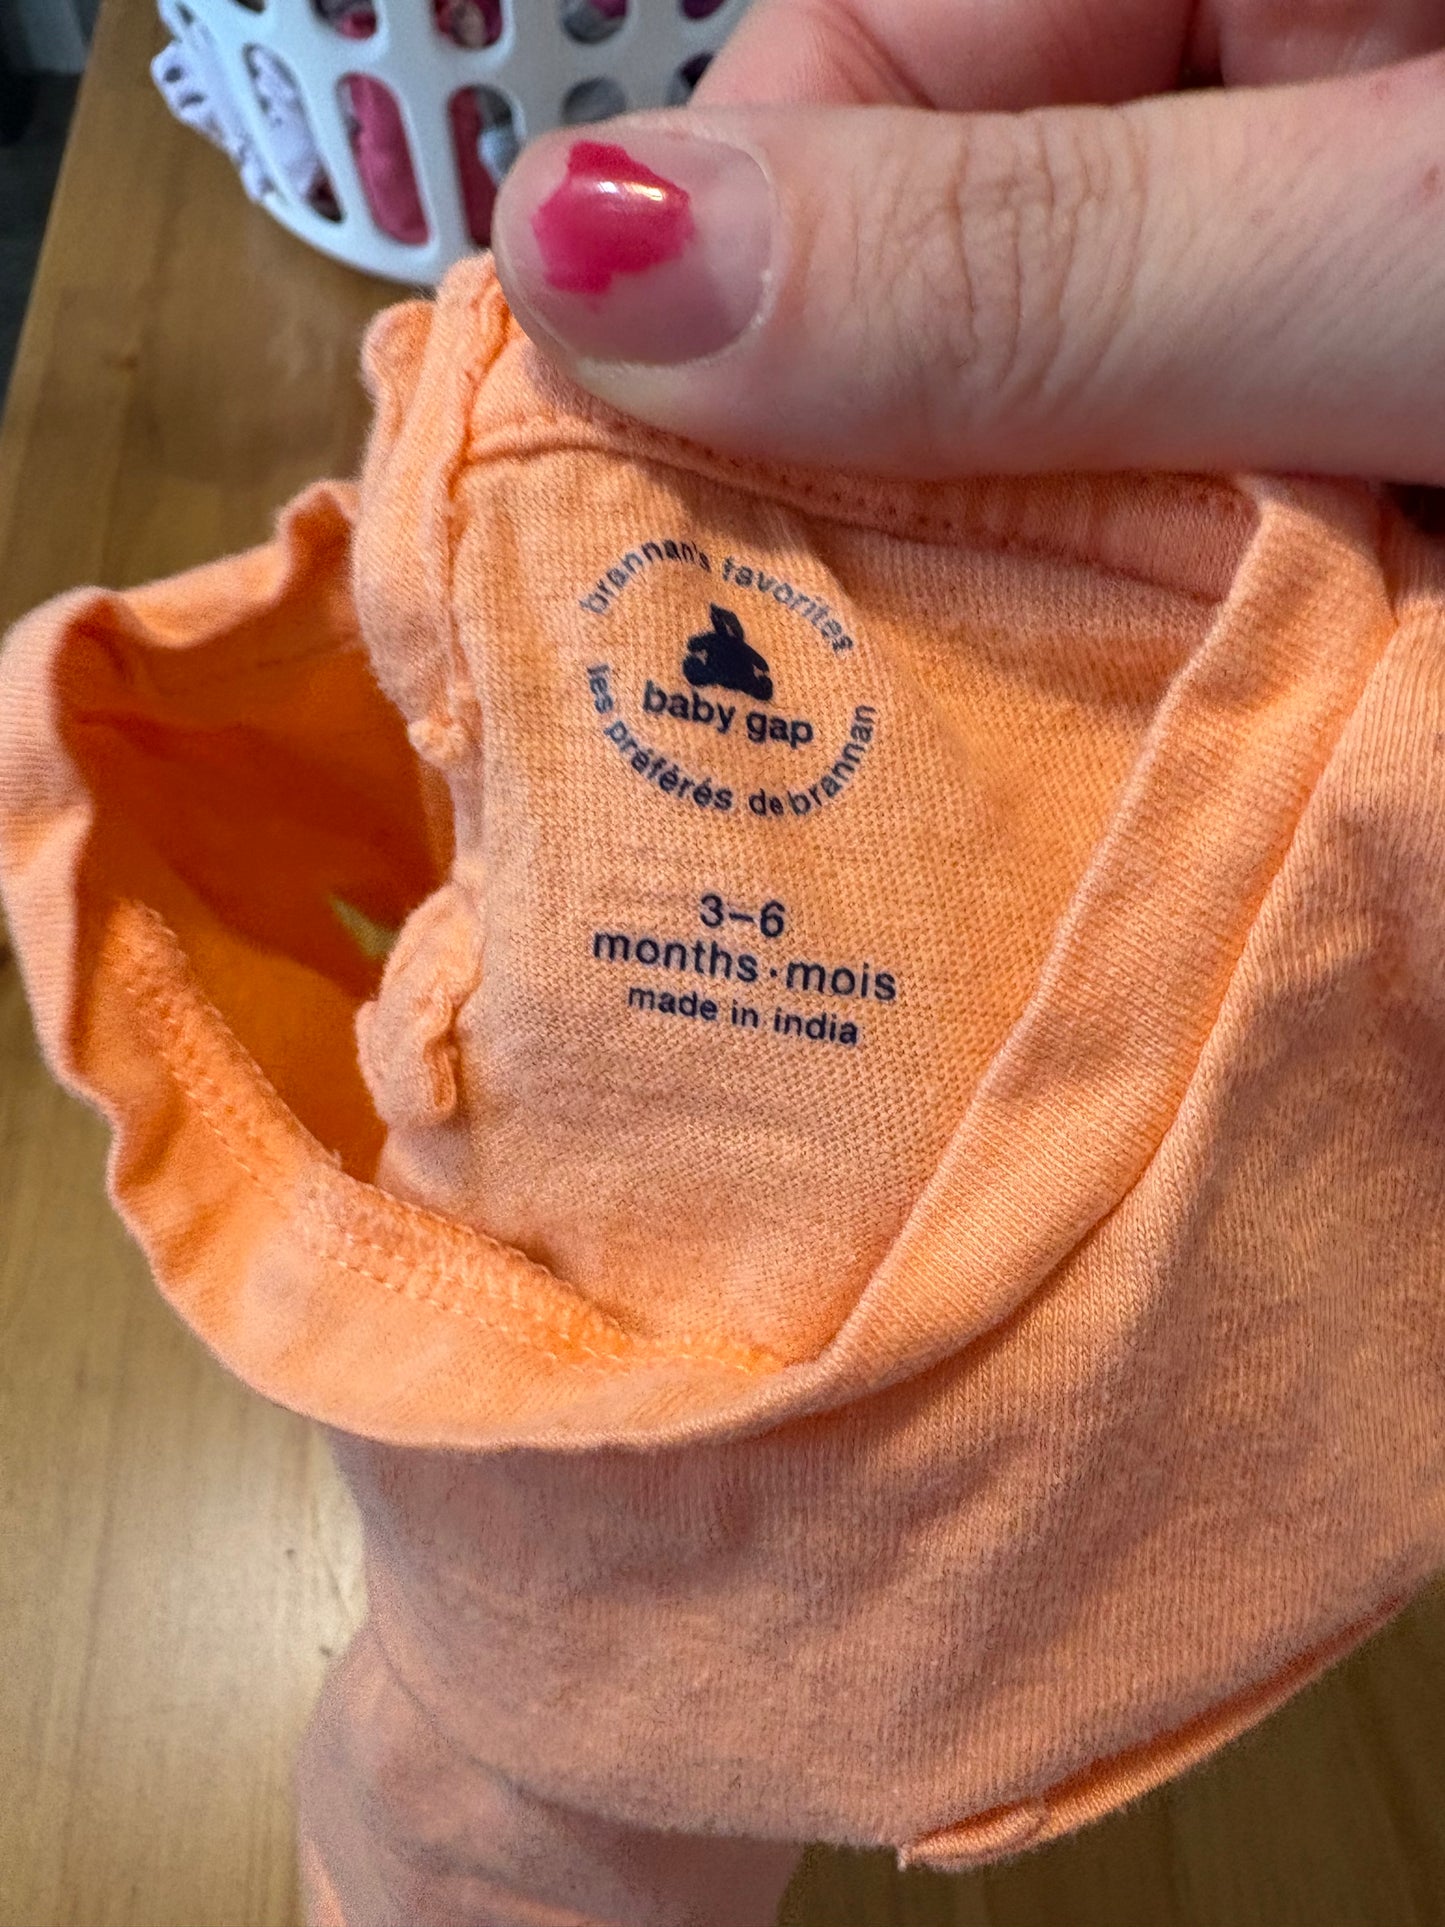 brannan's favorites
baby gap
les préférés de brannan
3–6
months · mois
made in india